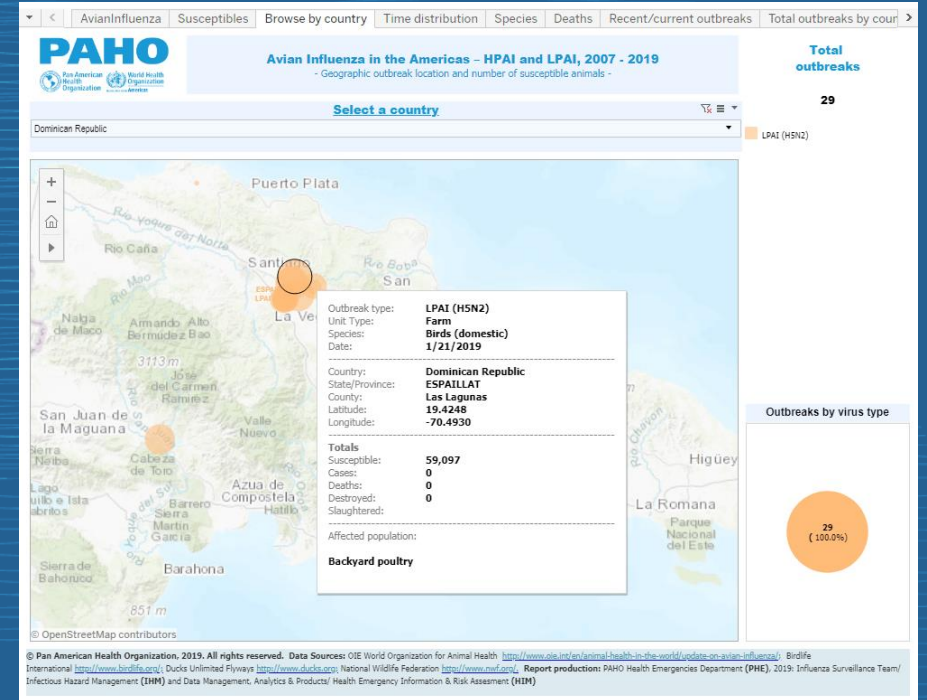 AvianInfluenza Susceptibles Browse by country Time distribution Species Deaths Recent/current outbreaks Total outbreaks by cour
PAHO
Pan American Health Organization
World Health Organization
Avian Influenza in the Americas – HPAI and LPAI, 2007 - 2019
- Geographic outbreak location and number of susceptible animals -
Total outbreaks
29
Select a country
Dominican Republic
LPAI (H5N2)
Puerto Plata
Rio Yoque del Norte
Rio Caña
Santiago
Rio Boba
San
Mao
ESPA
LPAI
La Ve
Nalga de Maco
Armando Bermudez
Alto Bao
3113 m
José del Carmen Ramirez
San Juan de la Maguana
Valle Nuevo
Sierra Neiba
Cabeza de Toro
Azua de Compostela
Barrero
Hatillo
Sierra Martin Garcia
Sierra de Bahoruco
Barahona
851 m
Rio Chavon
Higüey
La Romana
Parque Nacional del Este
Outbreak type: LPAI (H5N2)
Unit Type: Farm
Species: Birds (domestic)
Date: 1/21/2019
Country: Dominican Republic
State/Province: ESPAILLAT
County: Las Lagunas
Latitude: 19.4248
Longitude: -70.4930
Totals
Susceptible: 59,097
Cases: 0
Deaths: 0
Destroyed: 0
Slaughtered:
Affected population:
Backyard poultry
Outbreaks by virus type
29
( 100.0%)
© OpenStreetMap contributors
© Pan American Health Organization, 2019. All rights reserved. Data Sources: OIE World Organization for Animal Health http://www.oie.int/en/animal-health-in-the-world/update-on-avian-influenza/; Birdlife
International http://www.birdlife.org/; Ducks Unlimited Flyways http://www.ducks.org; National Wildlife Federation http://www.nwf.org/. Report production: PAHO Health Emergencies Department (PHE), 2019: Influenza Surveillance Team/
Infectious Hazard Management (IHM) and Data Management, Analytics & Products/ Health Emergency Information & Risk Assesment (HIM)